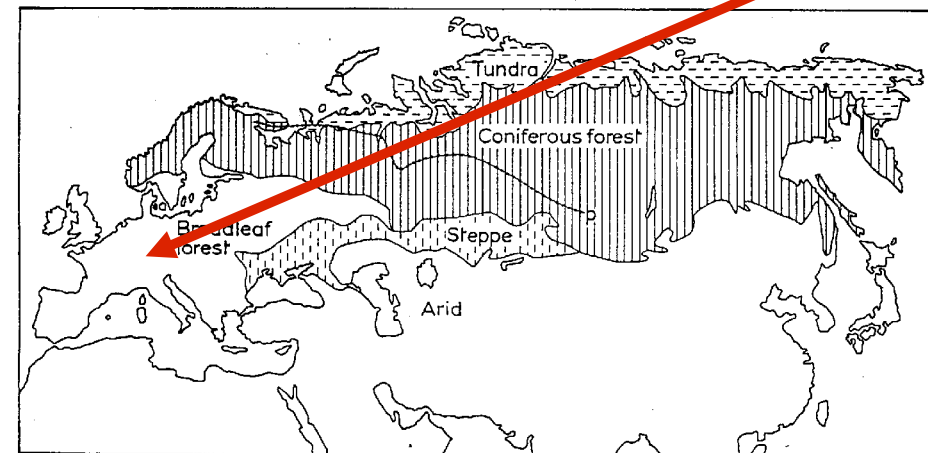 Tundra
Coniferous forest
Broadleaf
forest
Steppe
Arid